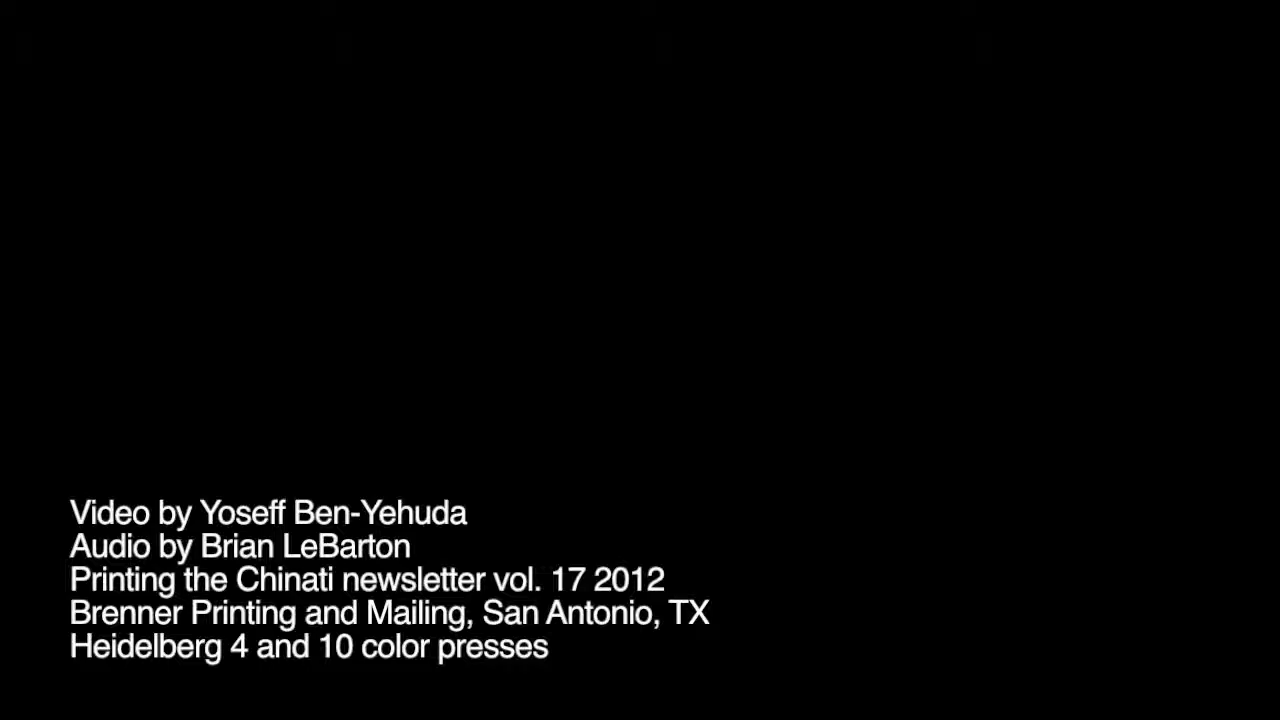 Video by Yoseff Ben-Yehuda
Audio by Brian LeBarton
Printing the Chinati newsletter vol. 17 2012
Brenner Printing and Mailing, San Antonio, TX
Heidelberg 4 and 10 color presses